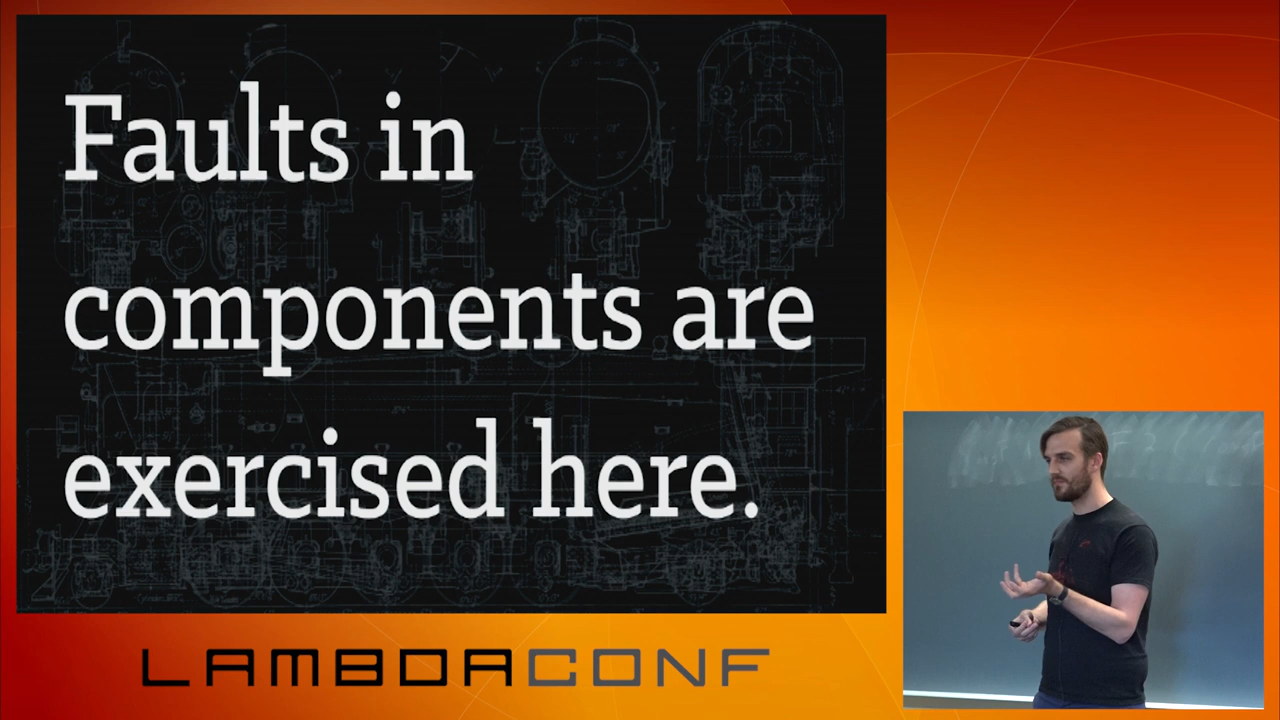 Faults in
components are
exercised here.
LAMBDACONF